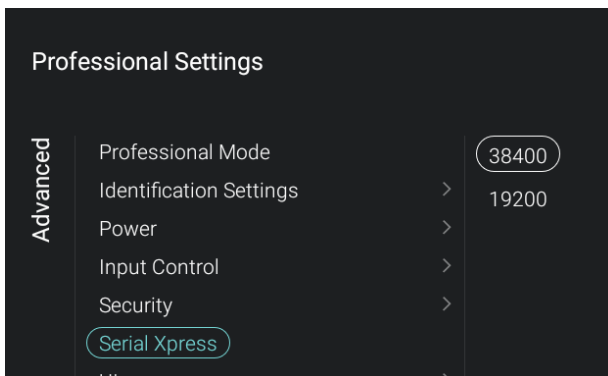 Professional Settings
Advanced
Professional Mode
Identification Settings
Power
Input Control
Security
Serial Xpress
38400
19200